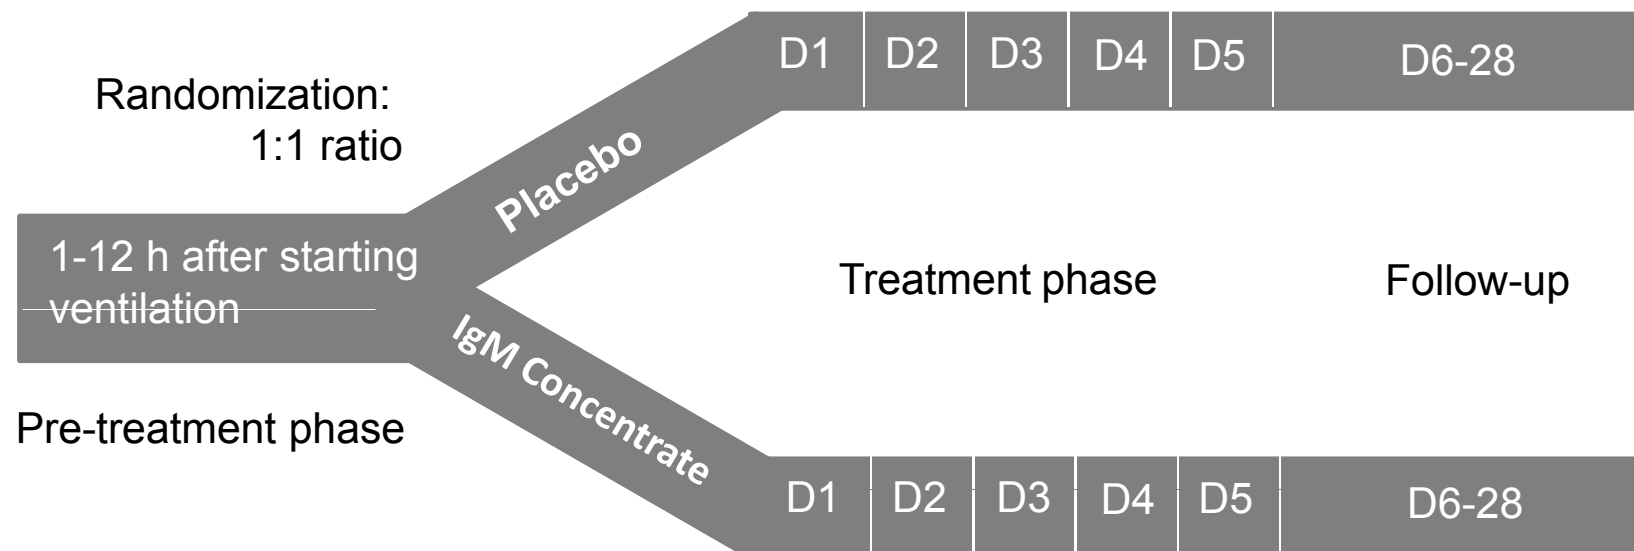 D1 D2 D3 D4 D5 D6-28
Randomization:
1:1 ratio
Placebo
1-12 h after starting
ventilation
Treatment phase Follow-up
IgM Concentrate
Pre-treatment phase
D1 D2 D3 D4 D5 D6-28